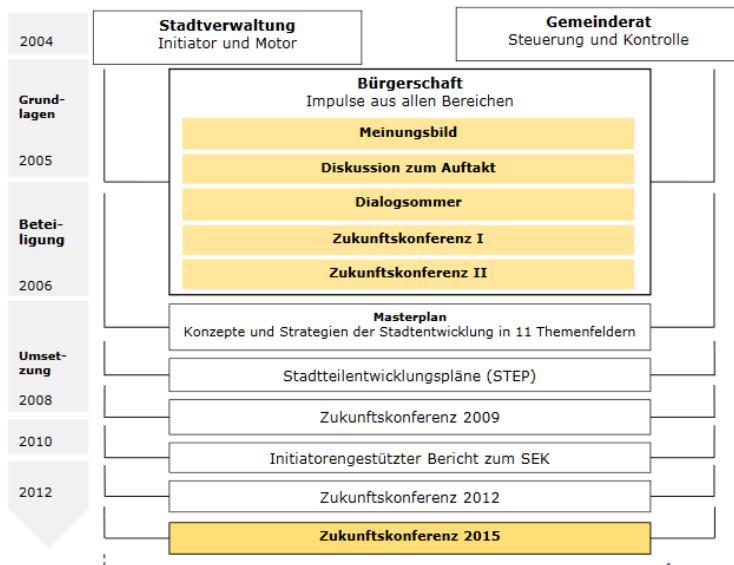 2004
Stadtverwaltung
Initiator und Motor
Gemeinderat
Steuerung und Kontrolle
Grund-
lagen
2005
Bürgerschaft
Impulse aus allen Bereichen
Meinungsbild
Diskussion zum Auftakt
Dialogsommer
Zukunftskonferenz I
Zukunftskonferenz II
Betei-
ligung
2006
Masterplan
Konzepte und Strategien der Stadtentwicklung in 11 Themenfeldern
Umset-
zung
2008
Stadtteilentwicklungspläne (STEP)
Zukunftskonferenz 2009
2010
Initiatorengestützter Bericht zum SEK
2012
Zukunftskonferenz 2012
Zukunftskonferenz 2015